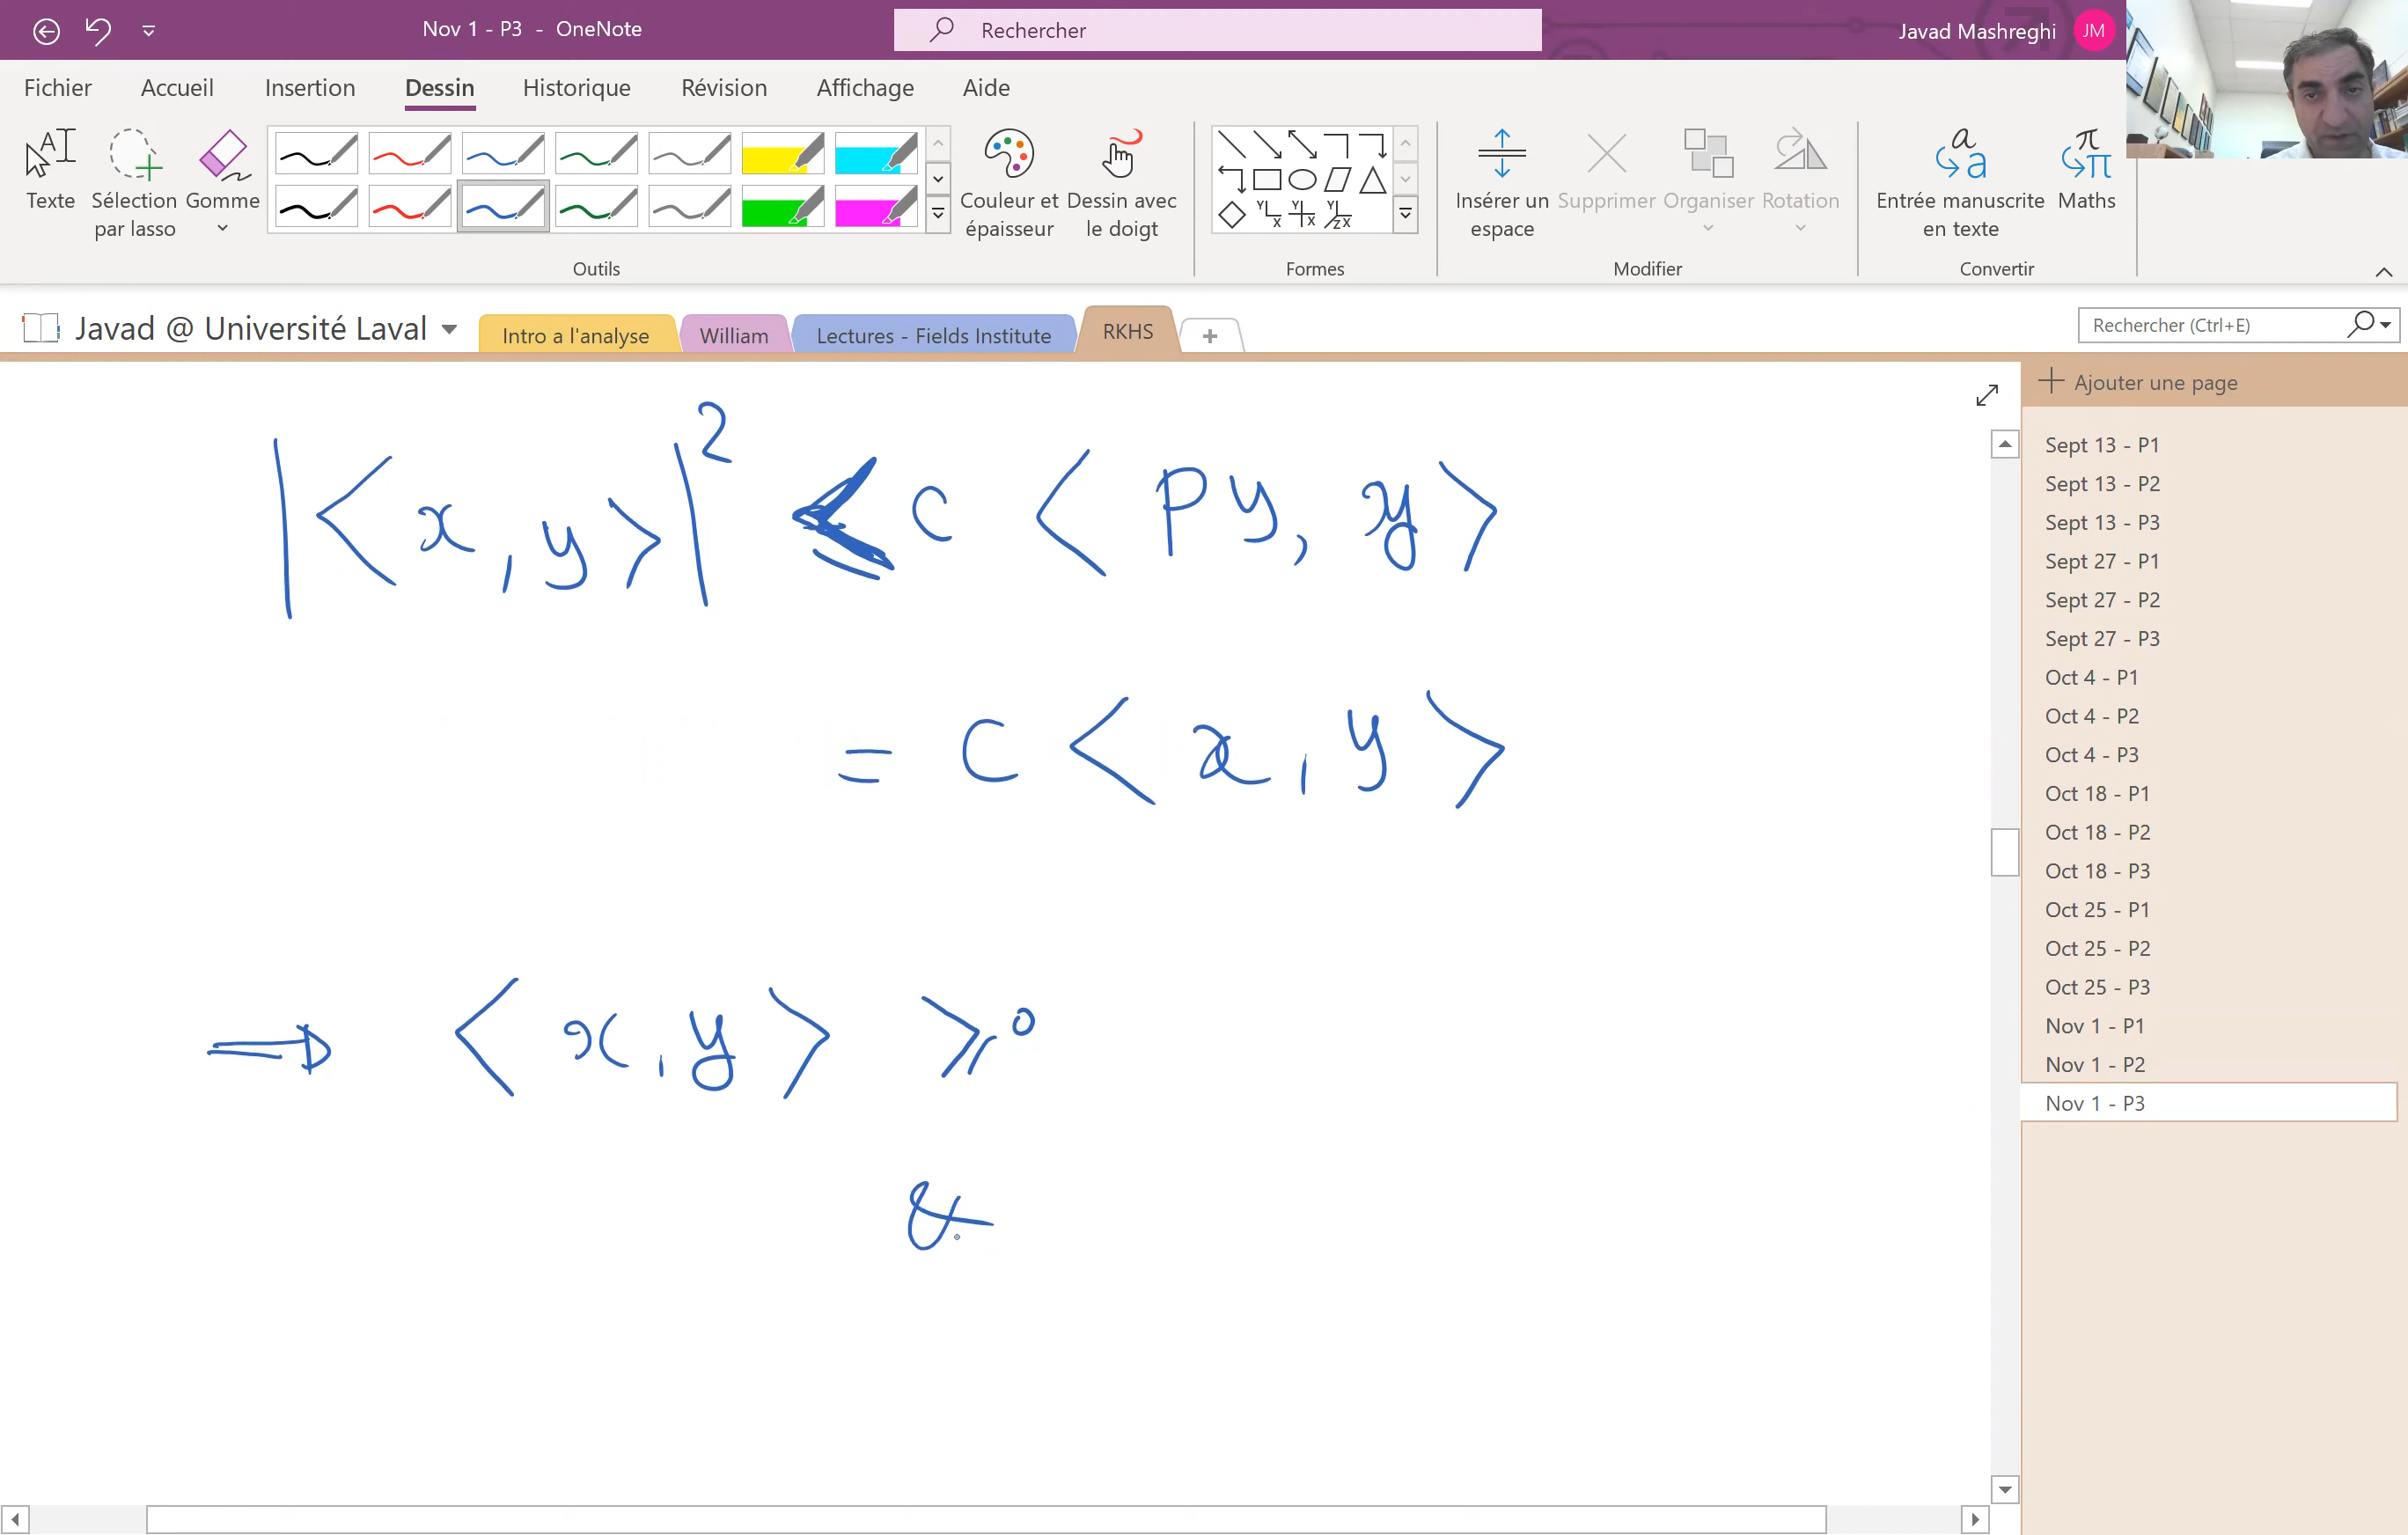 Nov 1 - P3 - OneNote
Rechercher
Javad Mashreghi
JM
Fichier Accueil Insertion Dessin Historique Révision Affichage Aide
Texte
Sélection par lasso
Gomme
Couleur et épaisseur
Dessin avec le doigt
Insérer un espace
Supprimer
Organiser
Rotation
Entrée manuscrite en texte
Maths
Outils
Formes
Modifier
Convertir
Javad @ Université Laval
Intro a l'analyse
William
Lectures - Fields Institute
RKHS
Rechercher (Ctrl+E)
Ajouter une page
|<x, y>|² ≤ c <Py, y>
= c <x, y>
⇒ <x, y> ≥ 0
&
Sept 13 - P1
Sept 13 - P2
Sept 13 - P3
Sept 27 - P1
Sept 27 - P2
Sept 27 - P3
Oct 4 - P1
Oct 4 - P2
Oct 4 - P3
Oct 18 - P1
Oct 18 - P2
Oct 18 - P3
Oct 25 - P1
Oct 25 - P2
Oct 25 - P3
Nov 1 - P1
Nov 1 - P2
Nov 1 - P3